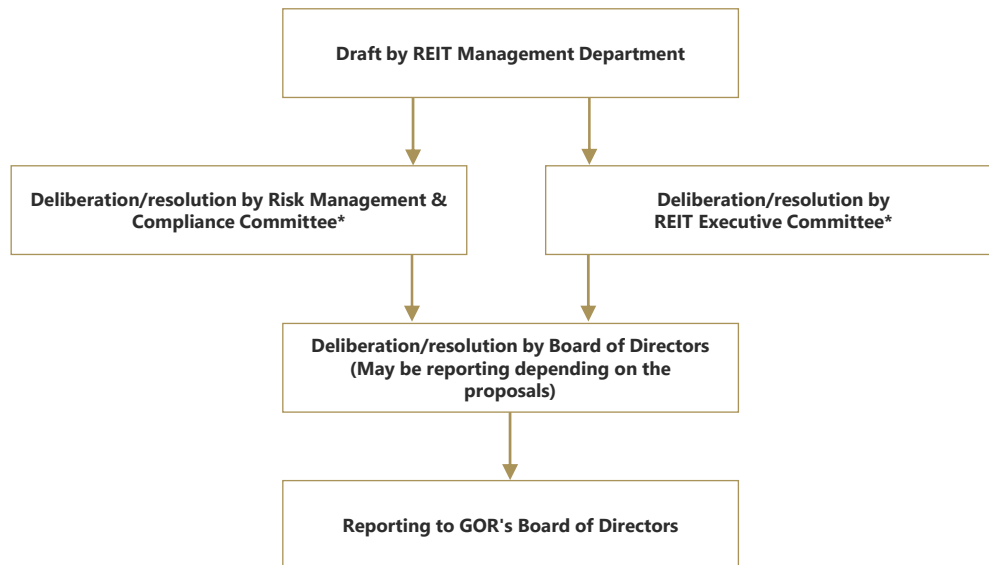 Draft by REIT Management Department
Deliberation/resolution by Risk Management &
Compliance Committee*
Deliberation/resolution by
REIT Executive Committee*
Deliberation/resolution by Board of Directors
(May be reporting depending on the
proposals)
Reporting to GOR's Board of Directors